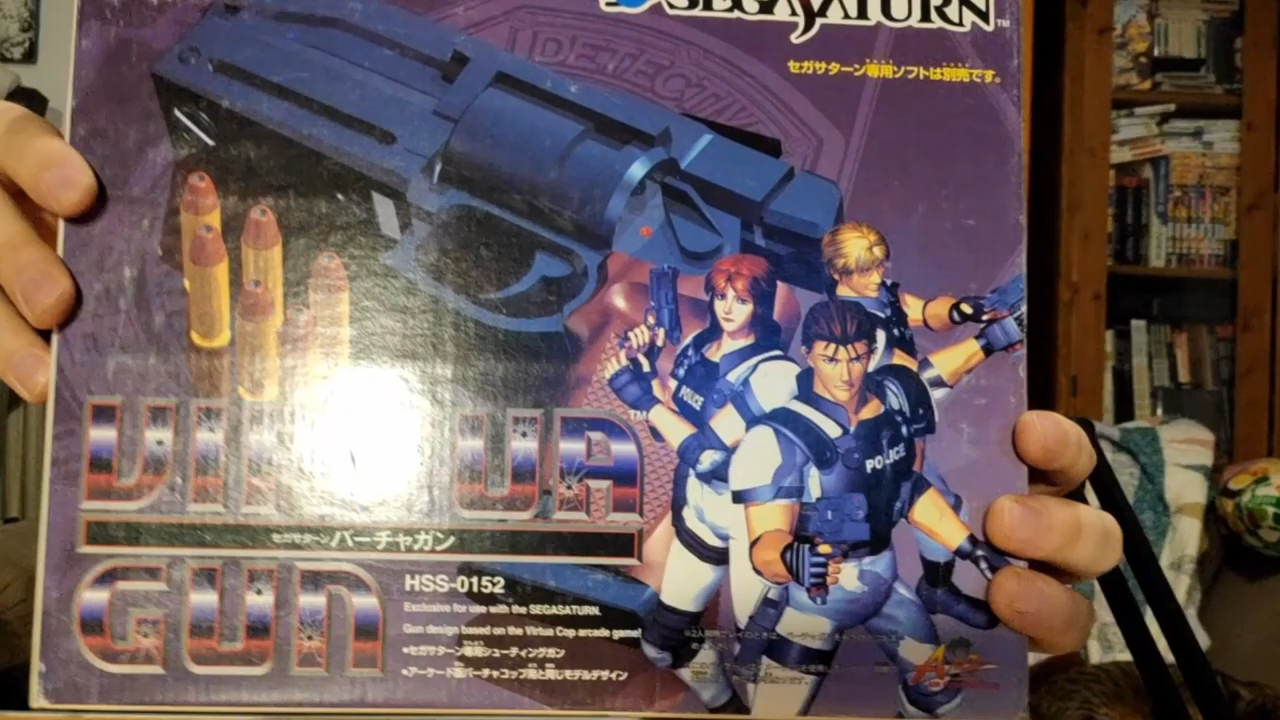 SEGASATURN™
セガサターン専用ソフトは別売です。
DETECTIVE
POLICE
POLICE
VIRTUA™
セガサターン バーチャガン
GUN
HSS-0152
Exclusive for use with the SEGASATURN.
Gun design based on the Virtua Cop arcade game!
•セガサターン専用シューティングガン
•アーケード版バーチャコップ用と同じモデルデザイン